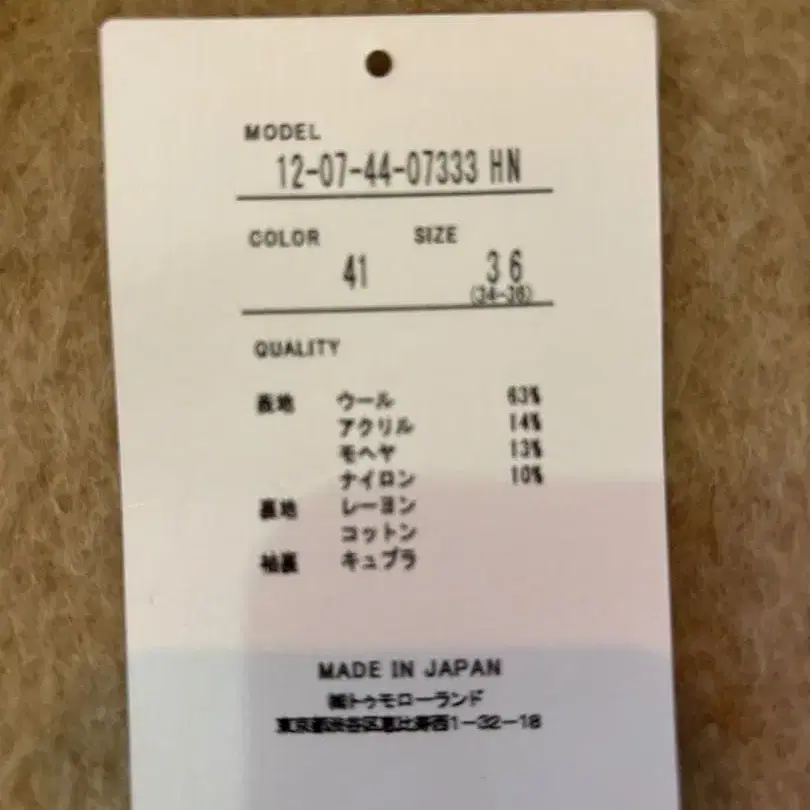 MODEL
12-07-44-07333 HN
COLOR SIZE
41 36
(34-36)
QUALITY
表地 ウール 63%
アクリル 14%
モヘヤ 13%
ナイロン 10%
裏地 レーヨン
コットン
袖裏 キュプラ
MADE IN JAPAN
㈱トゥモローランド
東京都渋谷区恵比寿西1-32-18